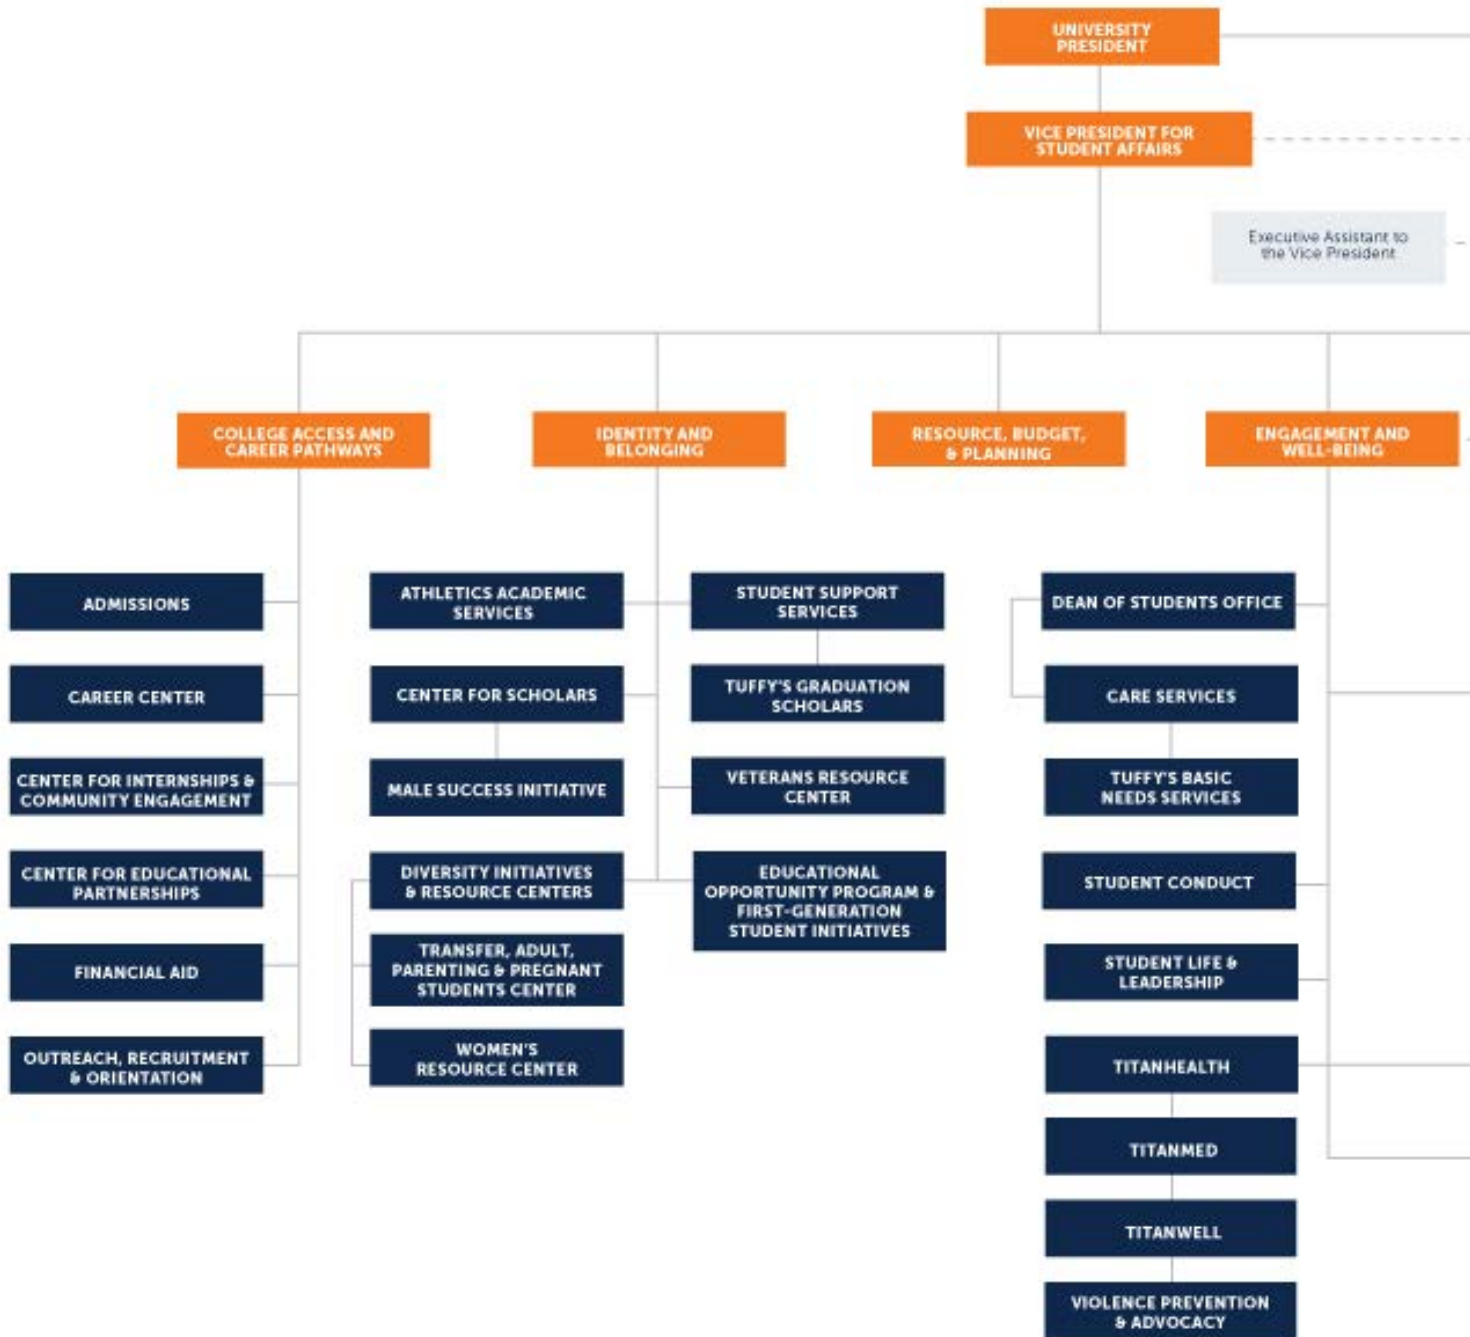 UNIVERSITY
PRESIDENT
VICE PRESIDENT FOR
STUDENT AFFAIRS
Executive Assistant to
the Vice President
COLLEGE ACCESS AND
CAREER PATHWAYS
IDENTITY AND
BELONGING
RESOURCE, BUDGET,
& PLANNING
ENGAGEMENT AND
WELL-BEING
ADMISSIONS
CAREER CENTER
CENTER FOR INTERNSHIPS &
COMMUNITY ENGAGEMENT
CENTER FOR EDUCATIONAL
PARTNERSHIPS
FINANCIAL AID
OUTREACH, RECRUITMENT
& ORIENTATION
ATHLETICS ACADEMIC
SERVICES
CENTER FOR SCHOLARS
MALE SUCCESS INITIATIVE
DIVERSITY INITIATIVES
& RESOURCE CENTERS
TRANSFER, ADULT,
PARENTING & PREGNANT
STUDENTS CENTER
WOMEN'S
RESOURCE CENTER
STUDENT SUPPORT
SERVICES
TUFFY'S GRADUATION
SCHOLARS
VETERANS RESOURCE
CENTER
EDUCATIONAL
OPPORTUNITY PROGRAM &
FIRST-GENERATION
STUDENT INITIATIVES
DEAN OF STUDENTS OFFICE
CARE SERVICES
TUFFY'S BASIC
NEEDS SERVICES
STUDENT CONDUCT
STUDENT LIFE &
LEADERSHIP
TITANHEALTH
TITANMED
TITANWELL
VIOLENCE PREVENTION
& ADVOCACY